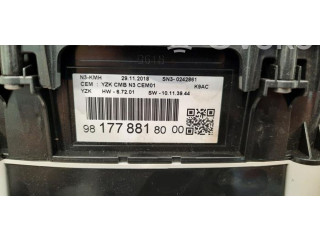 N3-KMH 29.11.2018 SN3- 0242861
CEM : YZK CMB N3 CEM01 K9AC
YZK HW - 6.72.01 SW - 10.11.39.44
98 177 881 80 00